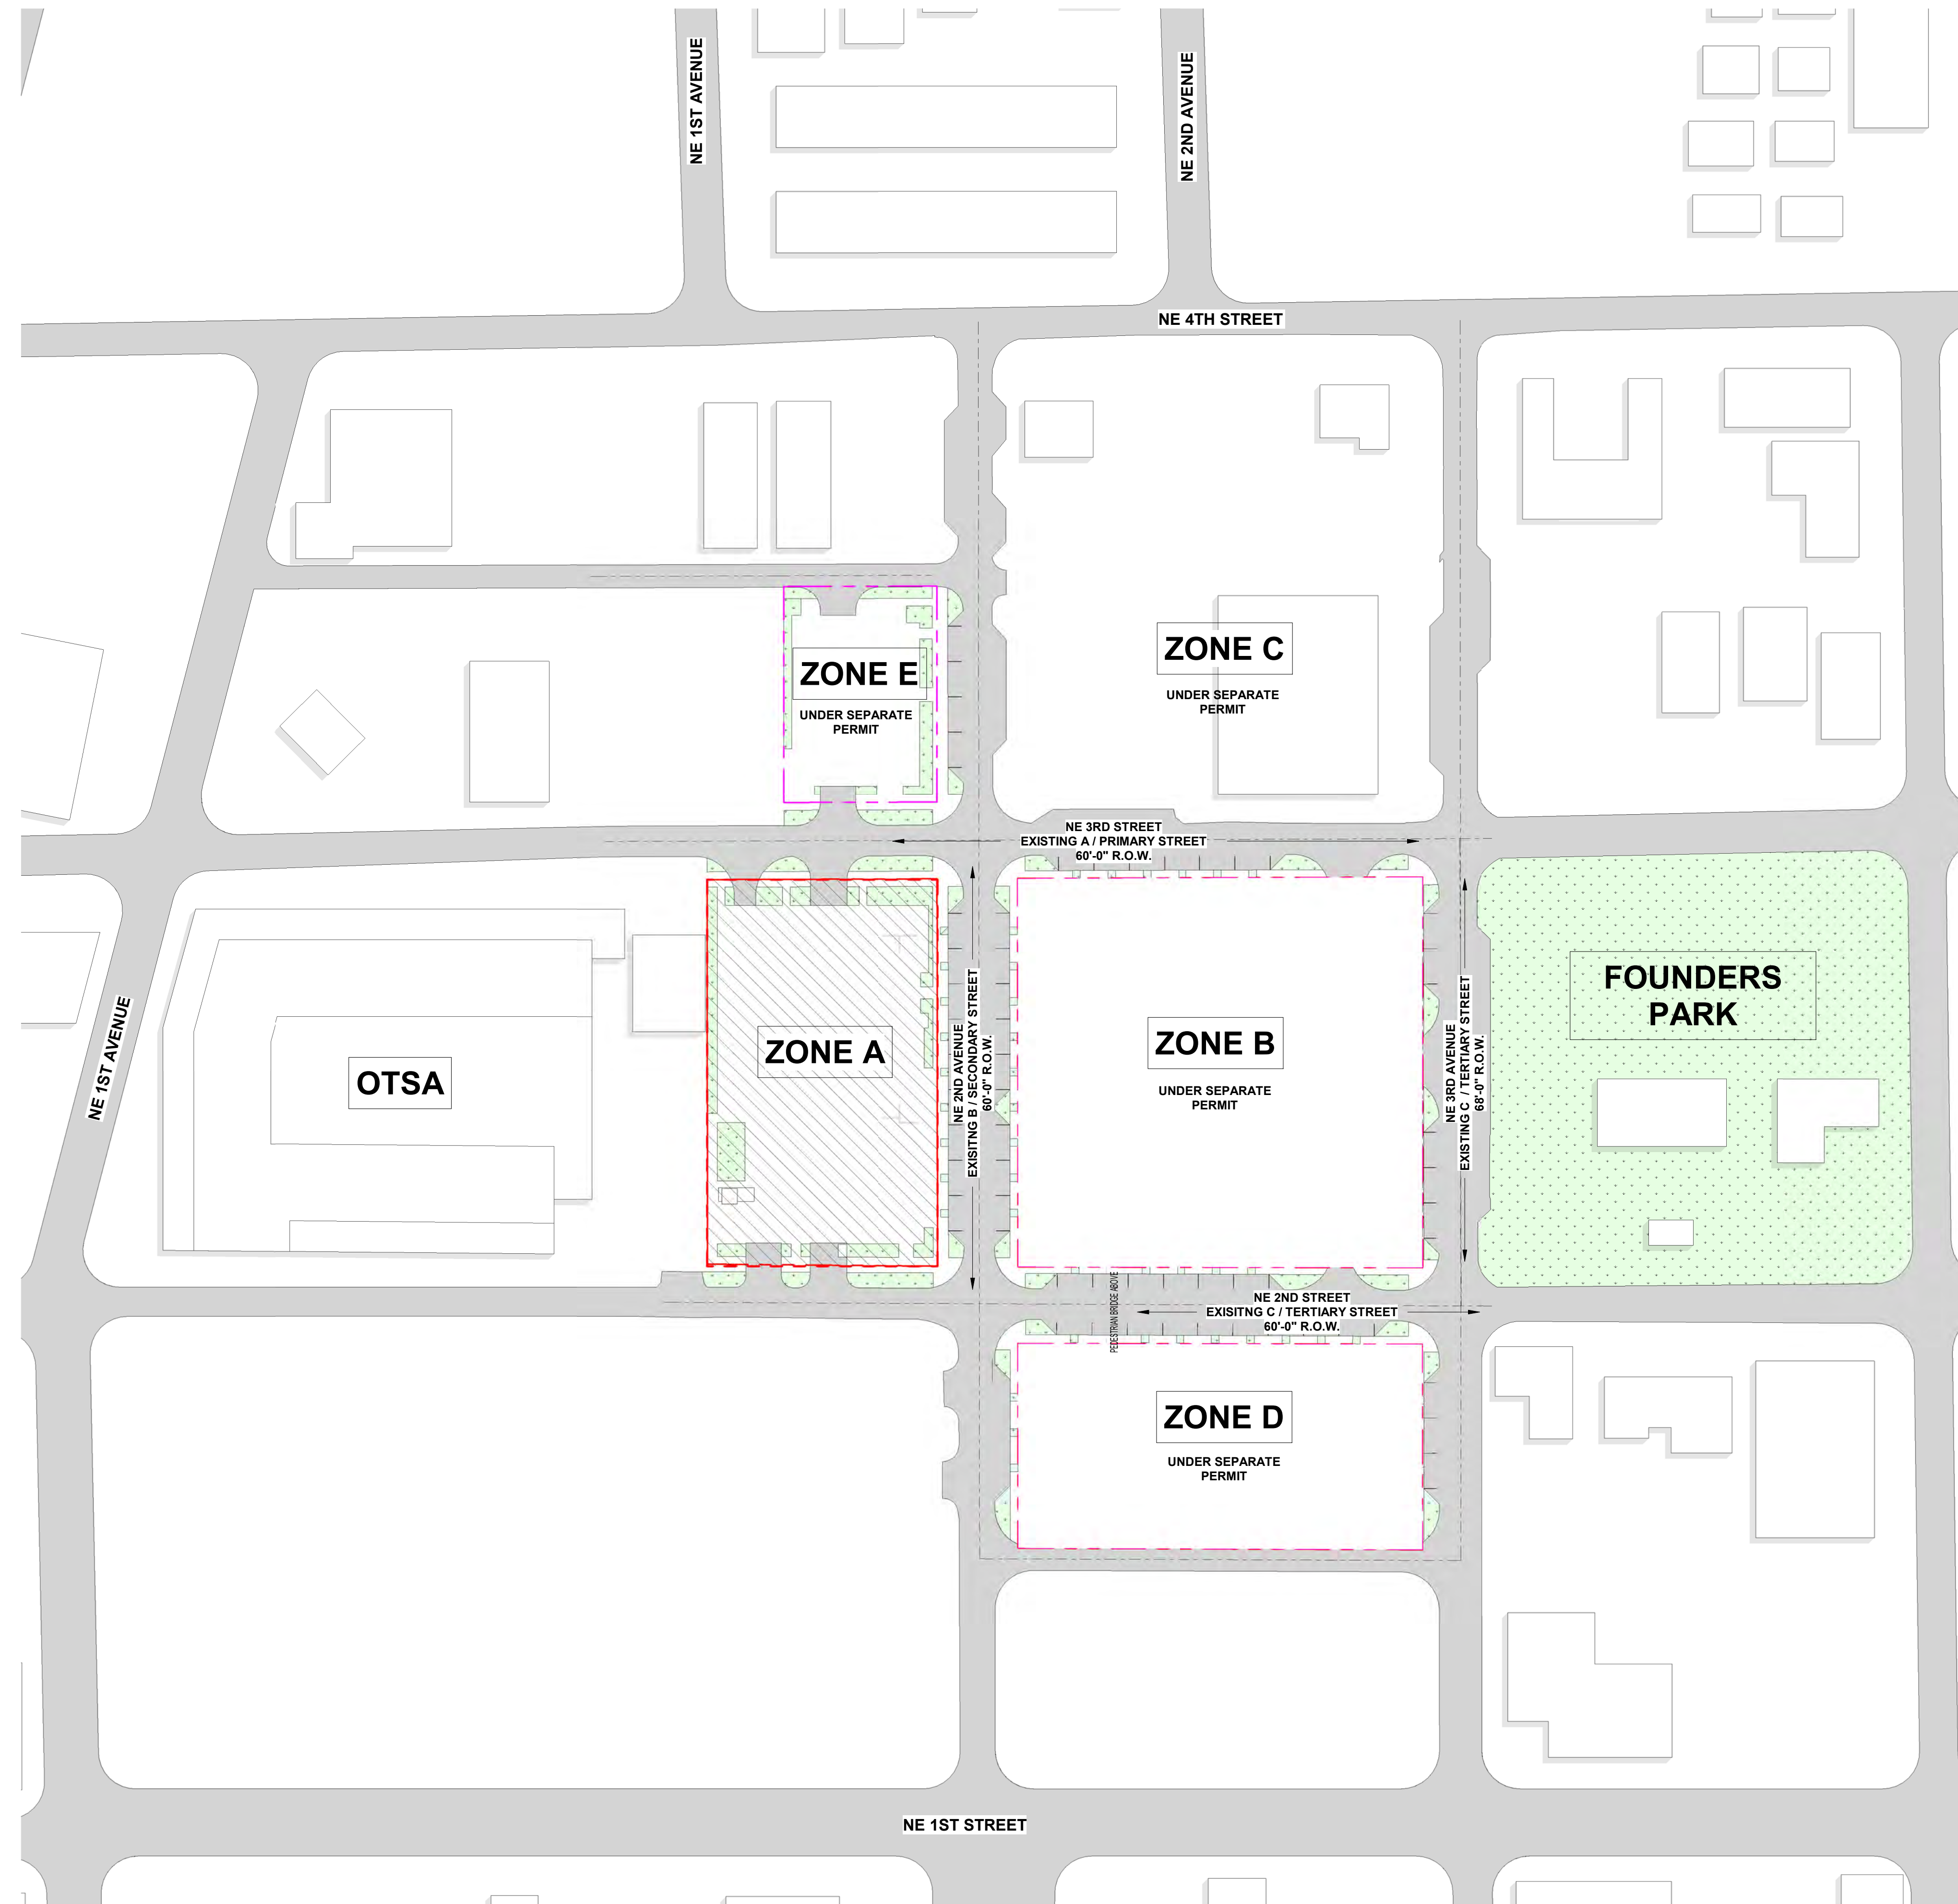 NE 1ST AVENUE
NE 2ND AVENUE
NE 4TH STREET
ZONE E
UNDER SEPARATE
PERMIT
ZONE C
UNDER SEPARATE
PERMIT
NE 3RD STREET
EXISTING A / PRIMARY STREET
60'-0" R.O.W.
NE 1ST AVENUE
OTSA
ZONE A
NE 2ND AVENUE
EXISITNG B / SECONDARY STREET
60'-0" R.O.W.
ZONE B
UNDER SEPARATE
PERMIT
NE 3RD AVENUE
EXISTING C / TERTIARY STREET
68'-0" R.O.W.
FOUNDERS
PARK
PEDESTRIAN BRIDGE ABOVE
NE 2ND STREET
EXISITNG C / TERTIARY STREET
60'-0" R.O.W.
ZONE D
UNDER SEPARATE
PERMIT
NE 1ST STREET